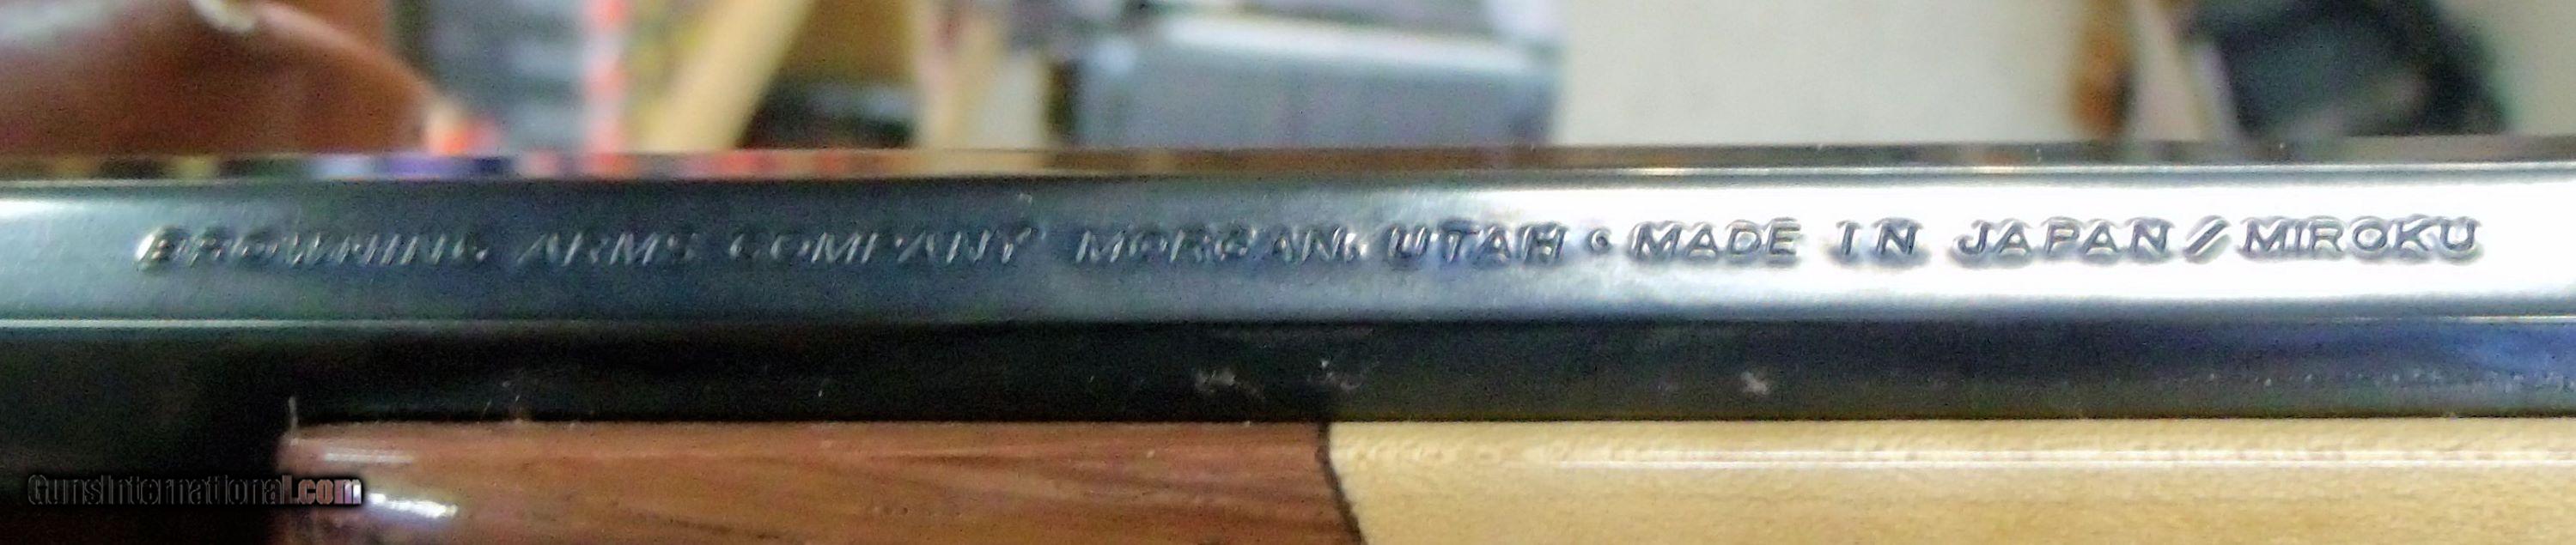 BROWNING ARMS COMPANY MORGAN, UTAH • MADE IN JAPAN/MIROKU
GunsInternational.com